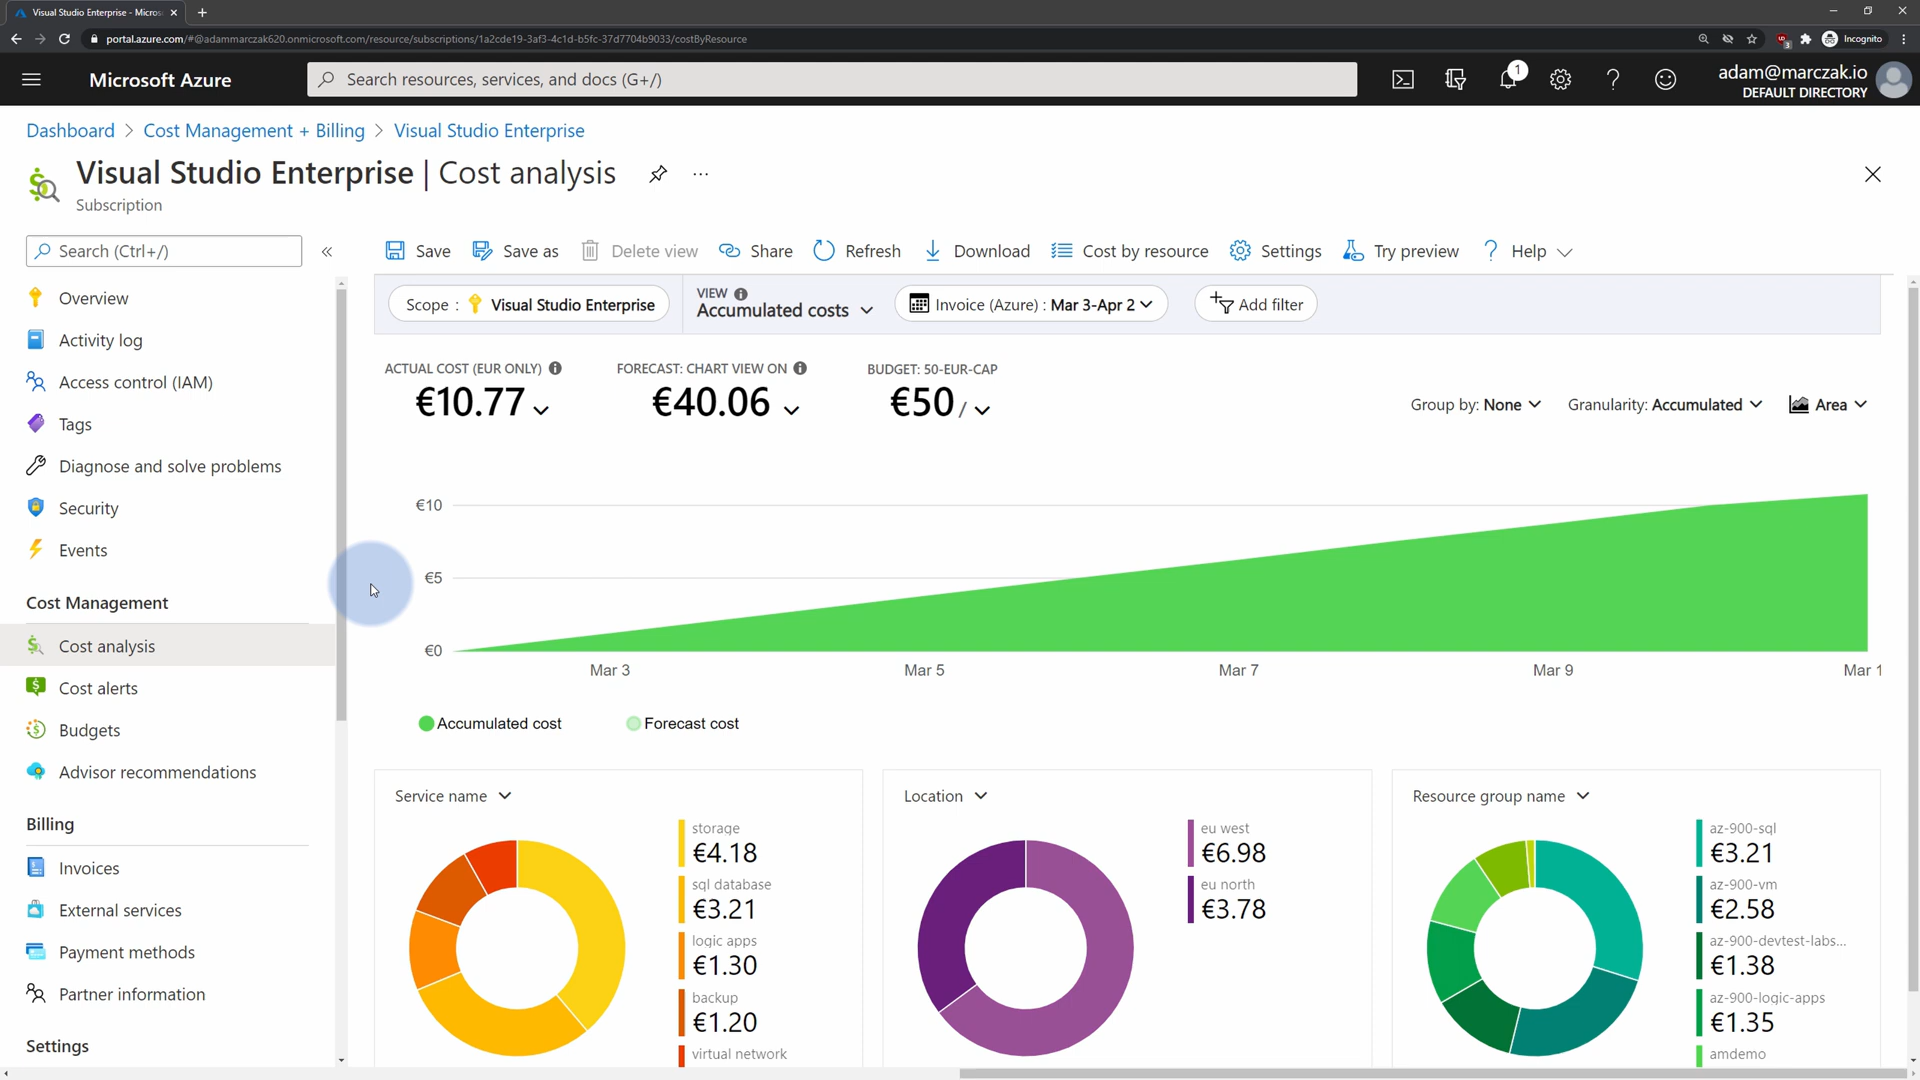 Visual Studio Enterprise - Micros
portal.azure.com/#@adammarczak620.onmicrosoft.com/resource/subscriptions/1a2cde19-3af3-4c1d-b5fc-37d7704b9033/costByResource
3
Incognito
Microsoft Azure
Search resources, services, and docs (G+/)
1
adam@marczak.io
DEFAULT DIRECTORY
Dashboard > Cost Management + Billing > Visual Studio Enterprise
Visual Studio Enterprise | Cost analysis
Subscription
Search (Ctrl+/)
Overview
Activity log
Access control (IAM)
Tags
Diagnose and solve problems
Security
Events
Cost Management
Cost analysis
Cost alerts
Budgets
Advisor recommendations
Billing
Invoices
External services
Payment methods
Partner information
Settings
Save
Save as
Delete view
Share
Refresh
Download
Cost by resource
Settings
Try preview
Help
Scope : Visual Studio Enterprise
VIEW
Accumulated costs
Invoice (Azure) : Mar 3-Apr 2
Add filter
ACTUAL COST (EUR ONLY)
€10.77
FORECAST: CHART VIEW ON
€40.06
BUDGET: 50-EUR-CAP
€50 /
Group by: None
Granularity: Accumulated
Area
€10
€5
€0
Mar 3
Mar 5
Mar 7
Mar 9
Mar 1
Accumulated cost
Forecast cost
Service name
storage
€4.18
sql database
€3.21
logic apps
€1.30
backup
€1.20
virtual network
Location
eu west
€6.98
eu north
€3.78
Resource group name
az-900-sql
€3.21
az-900-vm
€2.58
az-900-devtest-labs...
€1.38
az-900-logic-apps
€1.35
amdemo